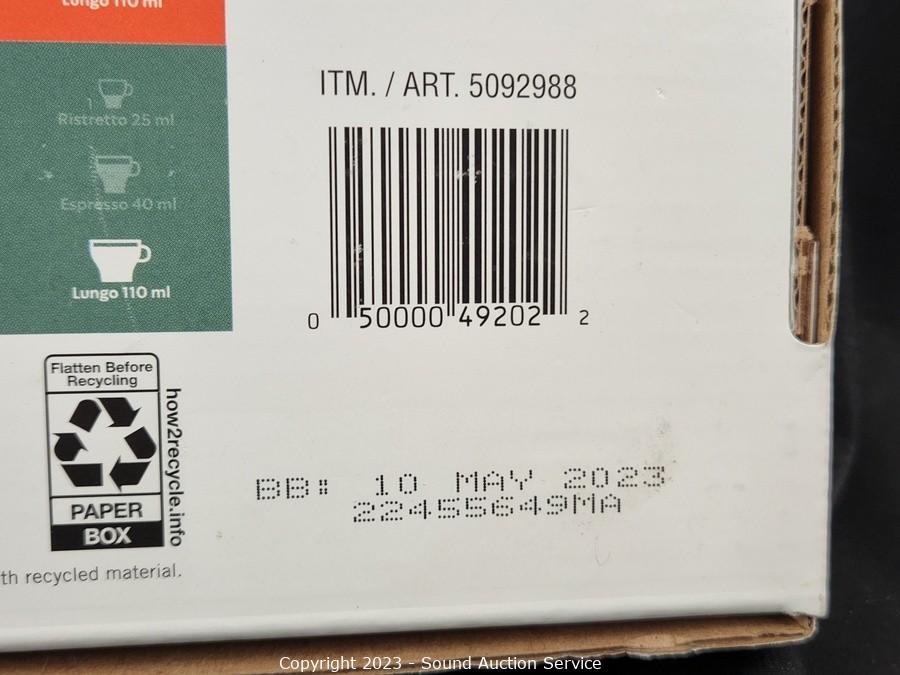 Lungo 110 ml
ITM. / ART. 5092988
1
Ristretto 25 ml
Espresso 40 ml
Lungo 110 ml
0 50000 49202 2
Flatten Before
Recycling
how2recycle.info
PAPER
BOX
BB: 10 MAY 2023
22455649MA
th recycled material.
Copyright 2023 - Sound Auction Service